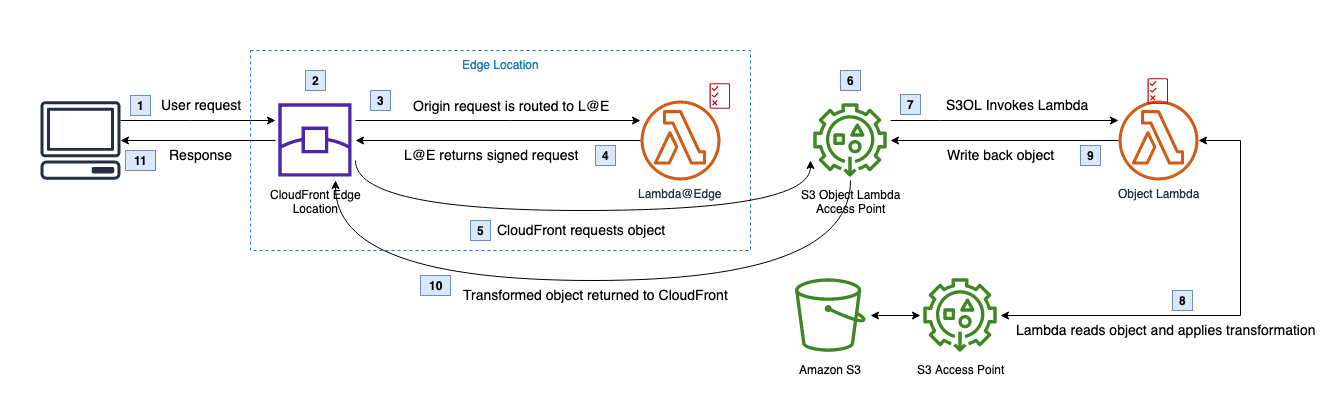 Edge Location
2
6
1
User request
3
Origin request is routed to L@E
7
S3OL Invokes Lambda
11
Response
L@E returns signed request
4
Write back object
9
CloudFront Edge
Location
Lambda@Edge
S3 Object Lambda
Access Point
Object Lambda
5
CloudFront requests object
10
Transformed object returned to CloudFront
8
Lambda reads object and applies transformation
Amazon S3
S3 Access Point